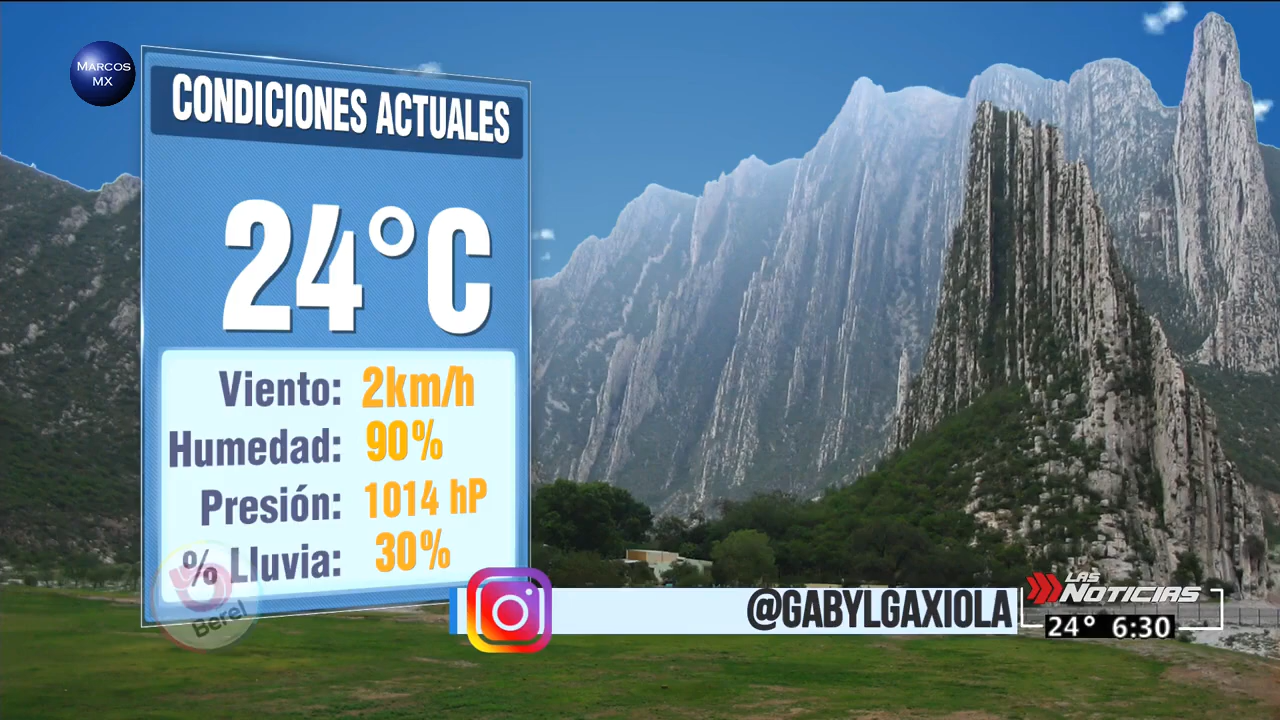 MARCOS
MX
CONDICIONES ACTUALES
24°C
Viento: 2km/h
Humedad: 90%
Presión: 1014 hP
% Lluvia: 30%
Berel
@GABYLGAXIOLA
LAS
NOTICIAS
24° 6:30